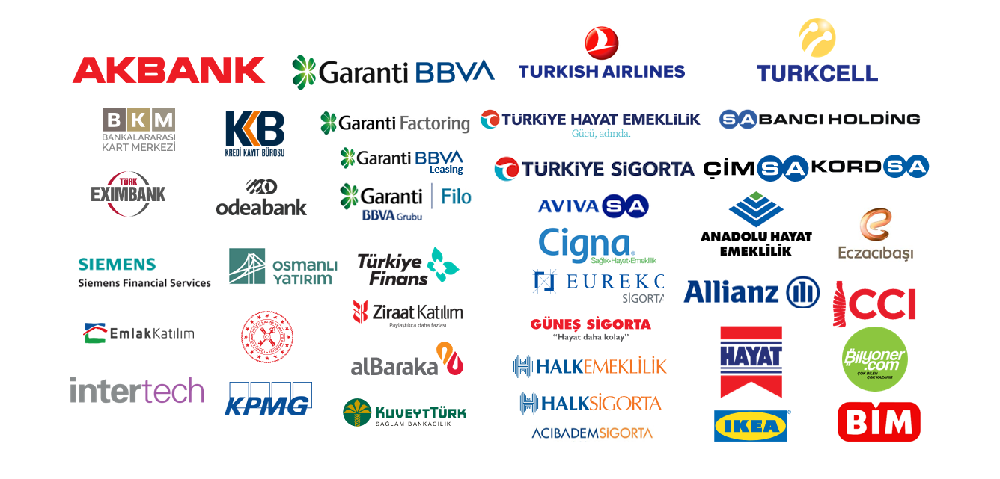 AKBANK
Garanti BBVA
TURKISH AIRLINES
TURKCELL
BKM
BANKALARARASI
KART MERKEZİ
KKB
KREDİ KAYIT BÜROSU
Garanti Factoring
TÜRKİYE HAYAT EMEKLİLİK
Gücü, adında.
SABANCI HOLDİNG
Garanti BBVA
Leasing
TÜRKİYE SİGORTA
ÇİMSA
KORDSA
TÜRK
EXIMBANK
odeabank
Garanti Filo
BBVA Grubu
AVIVASA
ANADOLU HAYAT
EMEKLİLİK
Eczacıbaşı
Cigna®
Sağlık•Hayat•Emeklilik
SIEMENS
Siemens Financial Services
OSMANLI
YATIRIM
Türkiye
Finans
EUREKO
SİGORTA
Allianz
CCI
Ziraat Katılım
Paylaştıkça daha fazlası
GÜNEŞ SİGORTA
“Hayat daha kolay”
EmlakKatılım
HAYAT
Bilyoner
.com
ÇOK BİLEN
ÇOK KAZANIR
alBaraka
HALKEMEKLİLİK
intertech
KPMG
KUVEYTTÜRK
SAĞLAM BANKACILIK
HALKSİGORTA
ACIBADEMSİGORTA
IKEA®
BİM